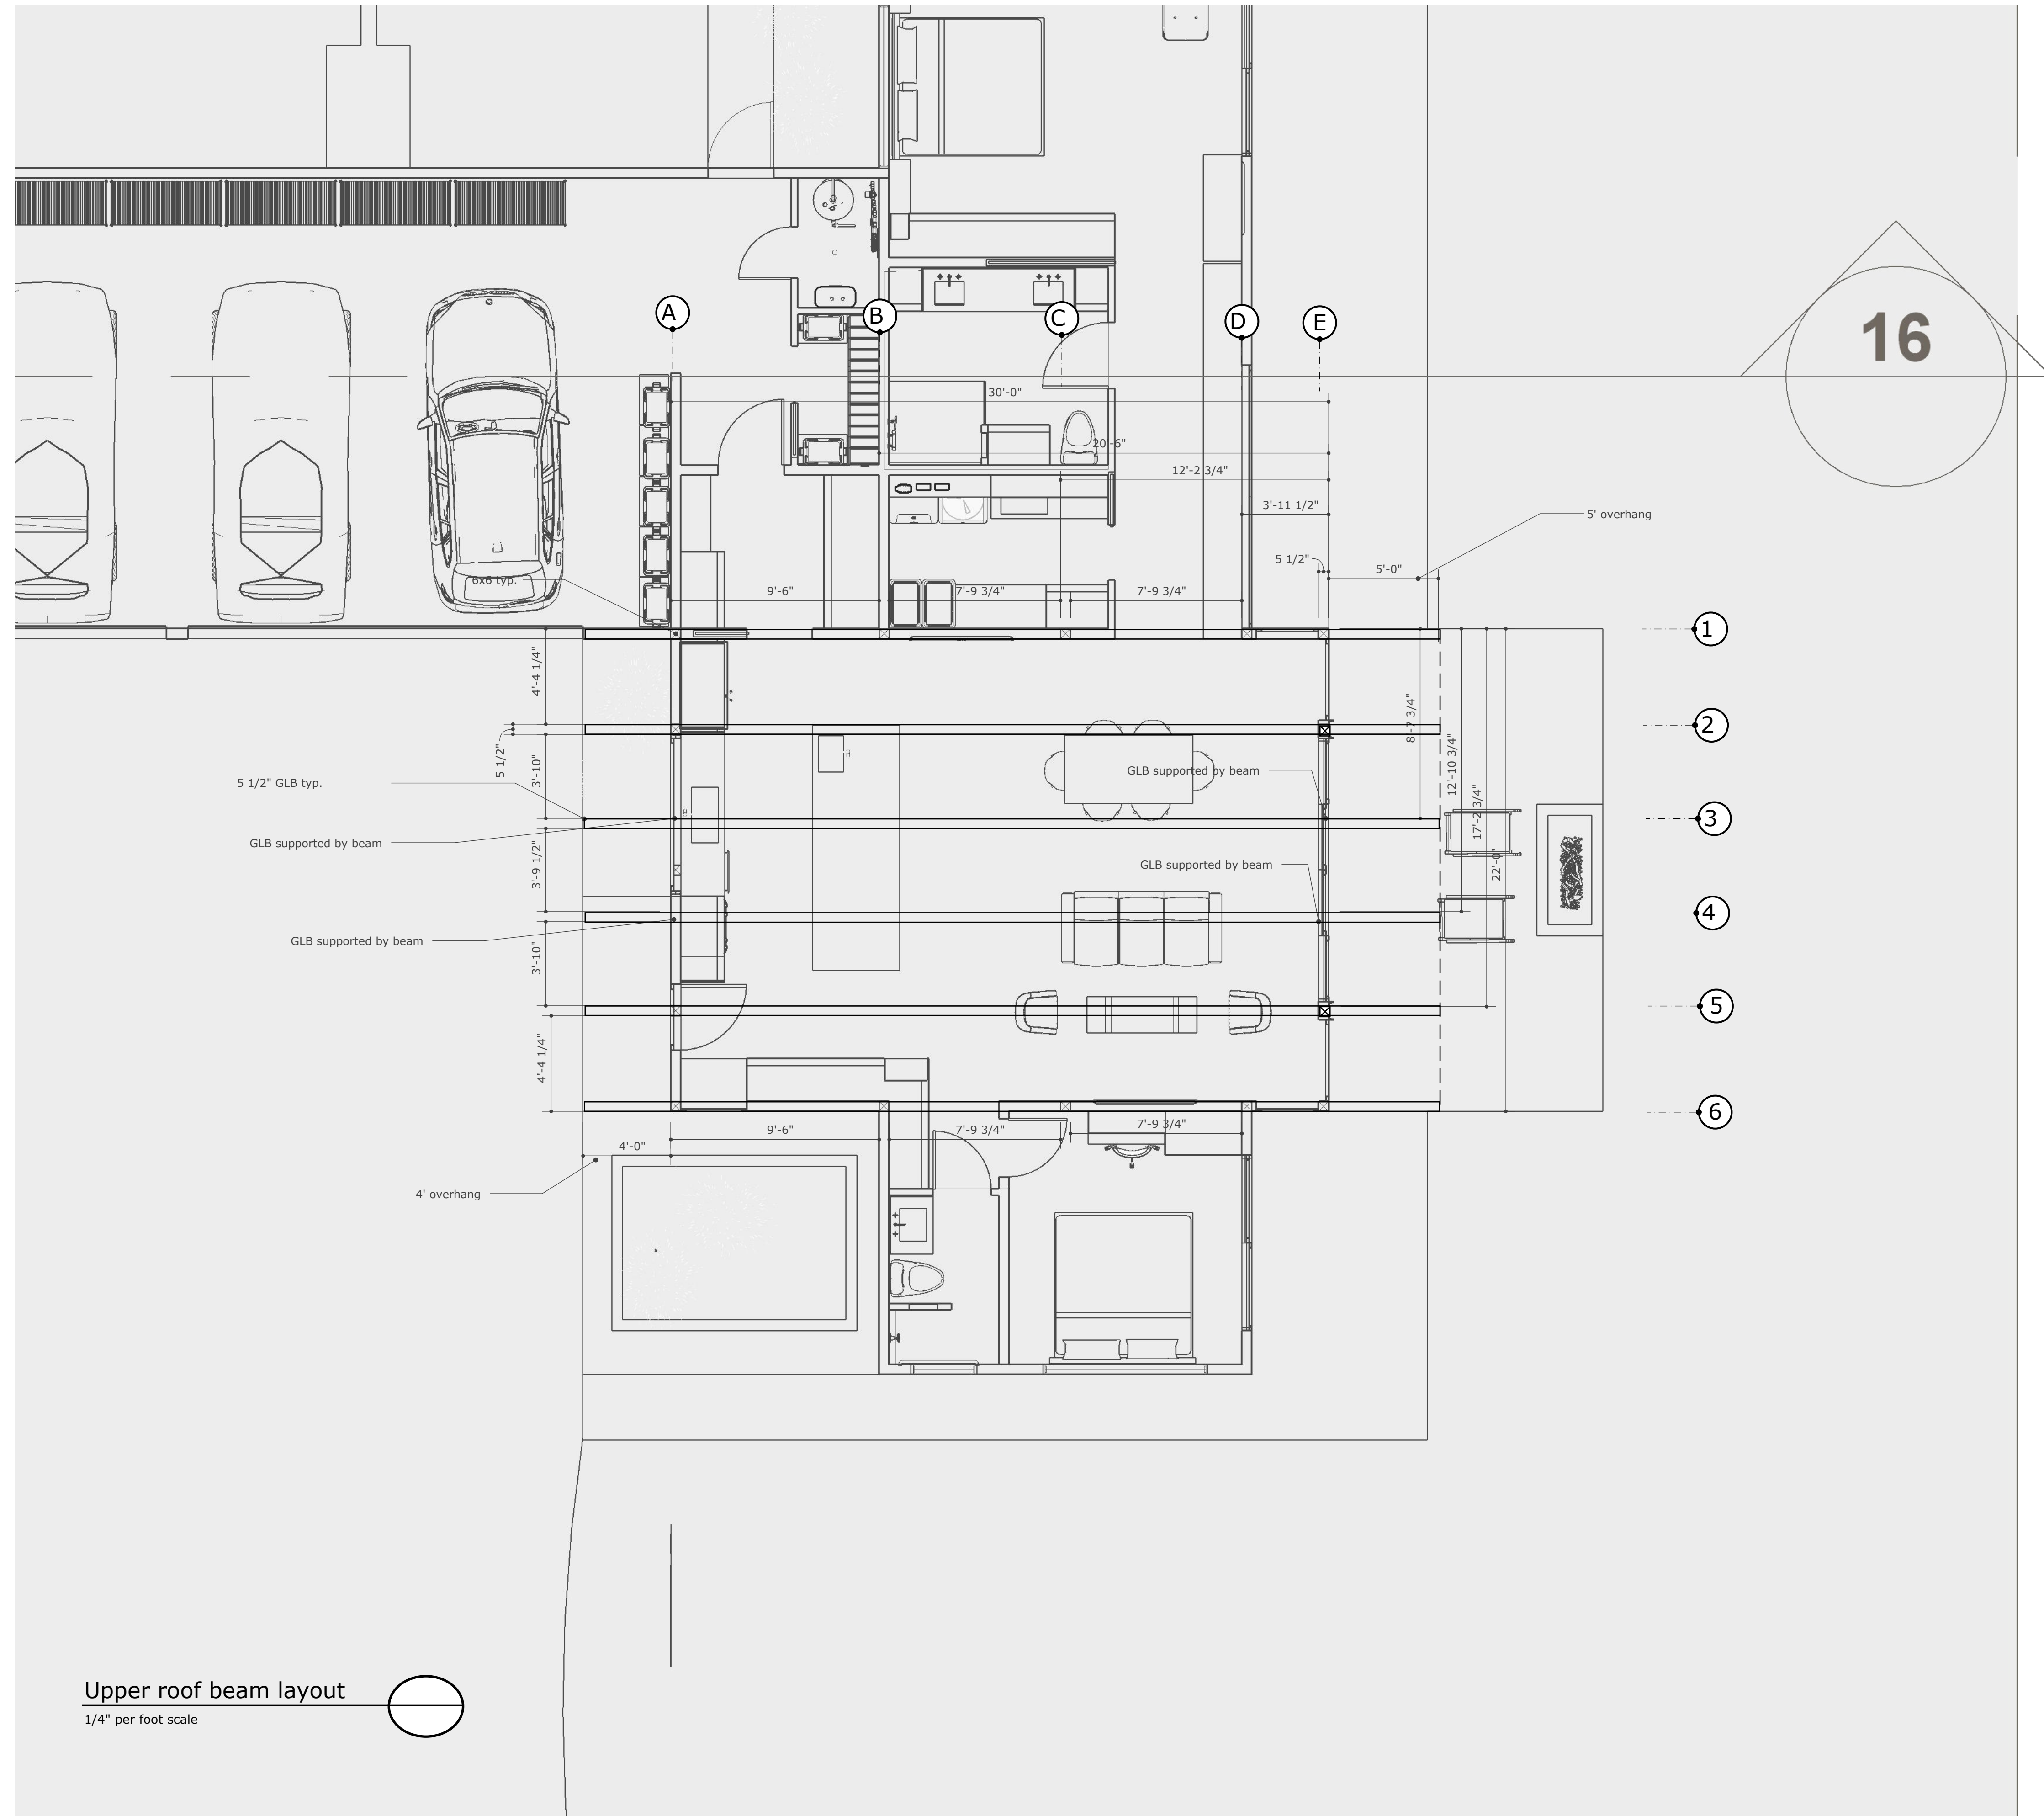 16
A
B
C
D
E
30'-0"
20'-6"
12'-2 3/4"
3'-11 1/2"
5' overhang
5 1/2"
5'-0"
6x6 typ.
9'-6"
7'-9 3/4"
7'-9 3/4"
1
4'-4 1/4"
8-7 3/4"
2
5 1/2"
3'-10"
12'-10 3/4"
GLB supported by beam
5 1/2" GLB typ.
17'-2 3/4"
3
GLB supported by beam
3'-9 1/2"
GLB supported by beam
22'-0"
4
GLB supported by beam
3'-10"
5
4'-4 1/4"
6
9'-6"
7'-9 3/4"
7'-9 3/4"
4'-0"
4' overhang
Upper roof beam layout
1/4" per foot scale